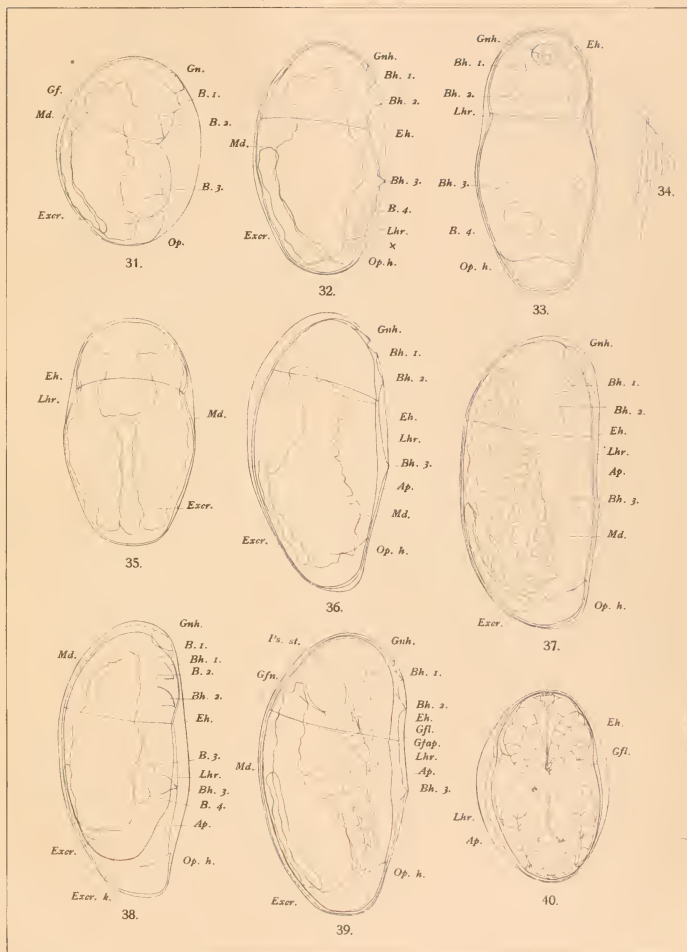 Gn.
Gf.
B. 1.
Md.
B. 2.
B. 3.
Excr.
Op.
31.
Gnh.
Bh. 1.
Bh. 2.
Eh.
Md.
Bh. 3.
B. 4.
Excr.
Lhr.
x
Op. h.
32.
Gnh.
Eh.
Bh. 1.
Bh. 2.
Lhr.
Bh. 3.
B. 4.
Op. h.
33.
34.
Eh.
Lhr.
Md.
Excr.
35.
Gnh.
Bh. 1.
Bh. 2.
Eh.
Lhr.
Bh. 3.
Ap.
Md.
Excr.
Op. h.
36.
Gnh.
Bh. 1.
Bh. 2.
Eh.
Lhr.
Ap.
Bh. 3.
Md.
Op. h.
Excr.
37.
Gnh.
Md.
B. 1.
Bh. 1.
B. 2.
Bh. 2.
Eh.
B. 3.
Lhr.
Bh. 3.
B. 4.
Ap.
Excr.
Op. h.
Excr. k.
38.
Ps. st.
Gnh.
Gfn.
Bh. 1.
Bh. 2.
Eh.
Gfl.
Gfap.
Lhr.
Md.
Ap.
Bh. 3.
Op. h.
Excr.
39.
Eh.
Gfl.
Lhr.
Ap.
40.